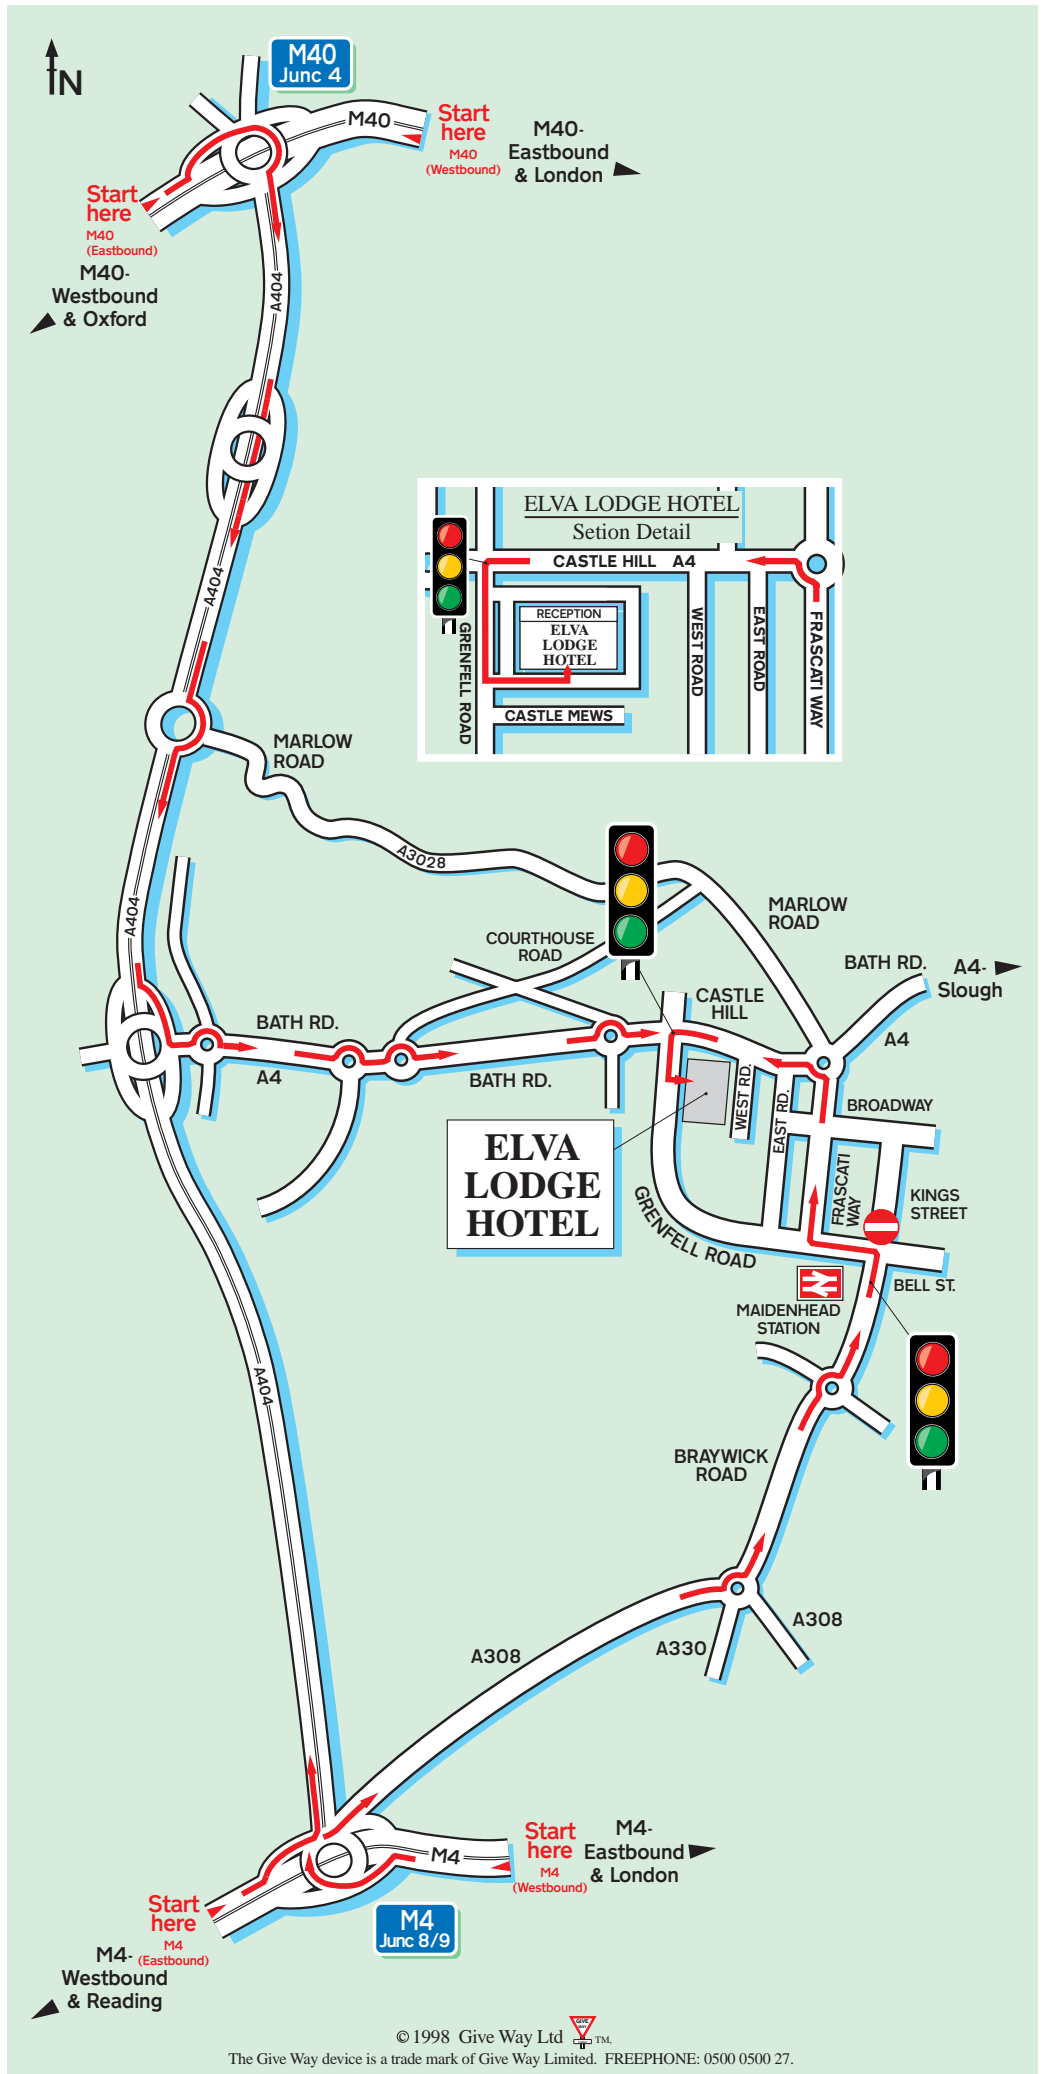 N
M40
Junc 4
M40
Start
here
M40
(Westbound)
M40-
Eastbound
& London
Start
here
M40
(Eastbound)
M40-
Westbound
& Oxford
A404
A404
ELVA LODGE HOTEL
Setion Detail
CASTLE HILL A4
RECEPTION
ELVA
LODGE
HOTEL
GRENFELL ROAD
WEST ROAD
EAST ROAD
FRASCATI WAY
CASTLE MEWS
MARLOW
ROAD
A3028
A404
MARLOW
ROAD
COURTHOUSE
ROAD
BATH RD.
A4-
Slough
CASTLE
HILL
BATH RD.
A4
A4
BATH RD.
WEST RD.
EAST RD.
BROADWAY
ELVA
LODGE
HOTEL
FRASCATI
WAY
KINGS
STREET
GRENFELL ROAD
BELL ST.
MAIDENHEAD
STATION
A404
BRAYWICK
ROAD
A308
A330
A308
M4
Start
here
M4
(Westbound)
M4-
Eastbound
& London
Start
here
M4
(Eastbound)
M4
Junc 8/9
M4-
Westbound
& Reading
© 1998 Give Way Ltd GIVE WAY TM.
The Give Way device is a trade mark of Give Way Limited. FREEPHONE: 0500 0500 27.